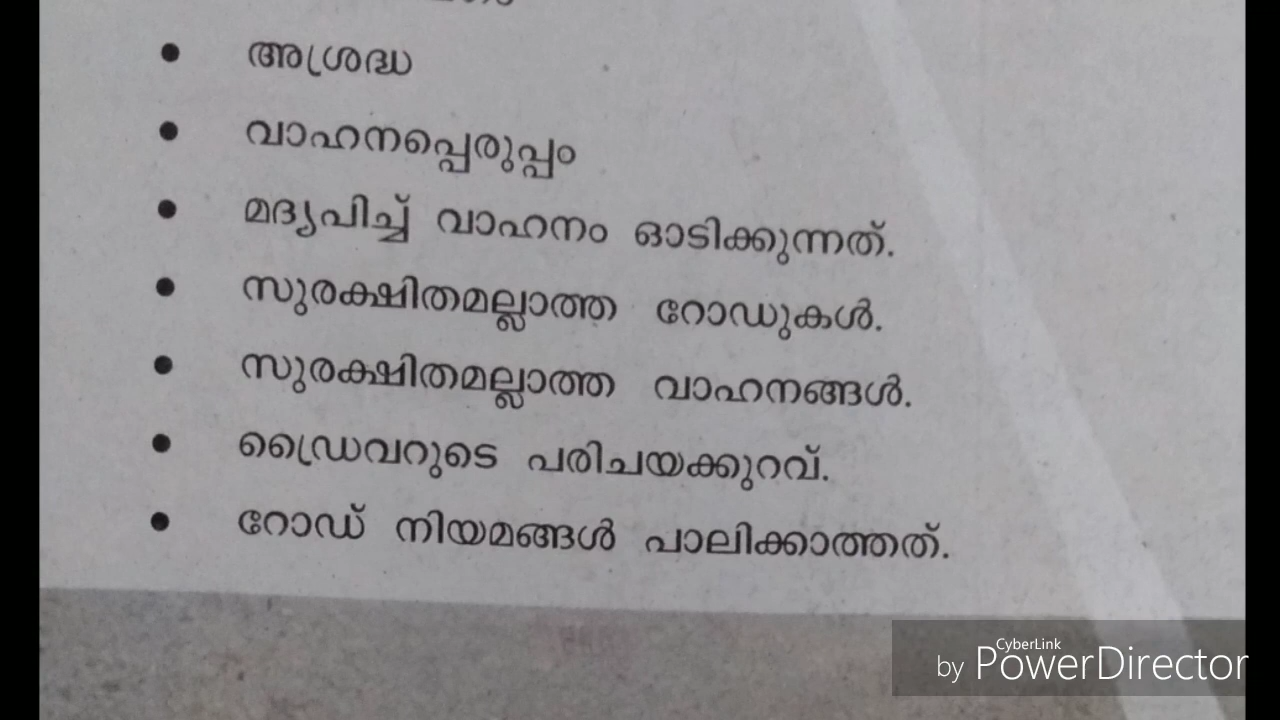 • അശ്രദ്ധ
• വാഹനപ്പെരുപ്പം
• മദ്യപിച്ച് വാഹനം ഓടിക്കുന്നത്.
• സുരക്ഷിതമല്ലാത്ത റോഡുകൾ.
• സുരക്ഷിതമല്ലാത്ത വാഹനങ്ങൾ.
• ഡ്രൈവറുടെ പരിചയക്കുറവ്.
• റോഡ് നിയമങ്ങൾ പാലിക്കാത്തത്.
CyberLink
by PowerDirector